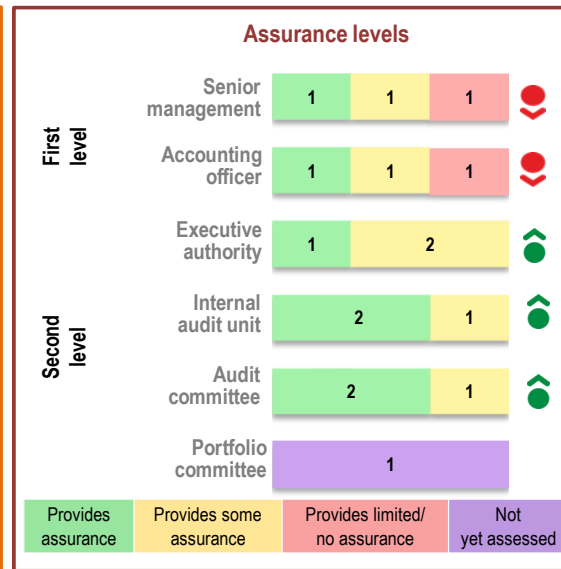 Assurance levels
First
level
Senior
management
1 1 1
Accounting
officer
1 1 1
Executive
authority
1 2
Second
level
Internal
audit unit
2 1
Audit
committee
2 1
Portfolio
committee
1
Provides
assurance
Provides some
assurance
Provides limited/
no assurance
Not
yet assessed